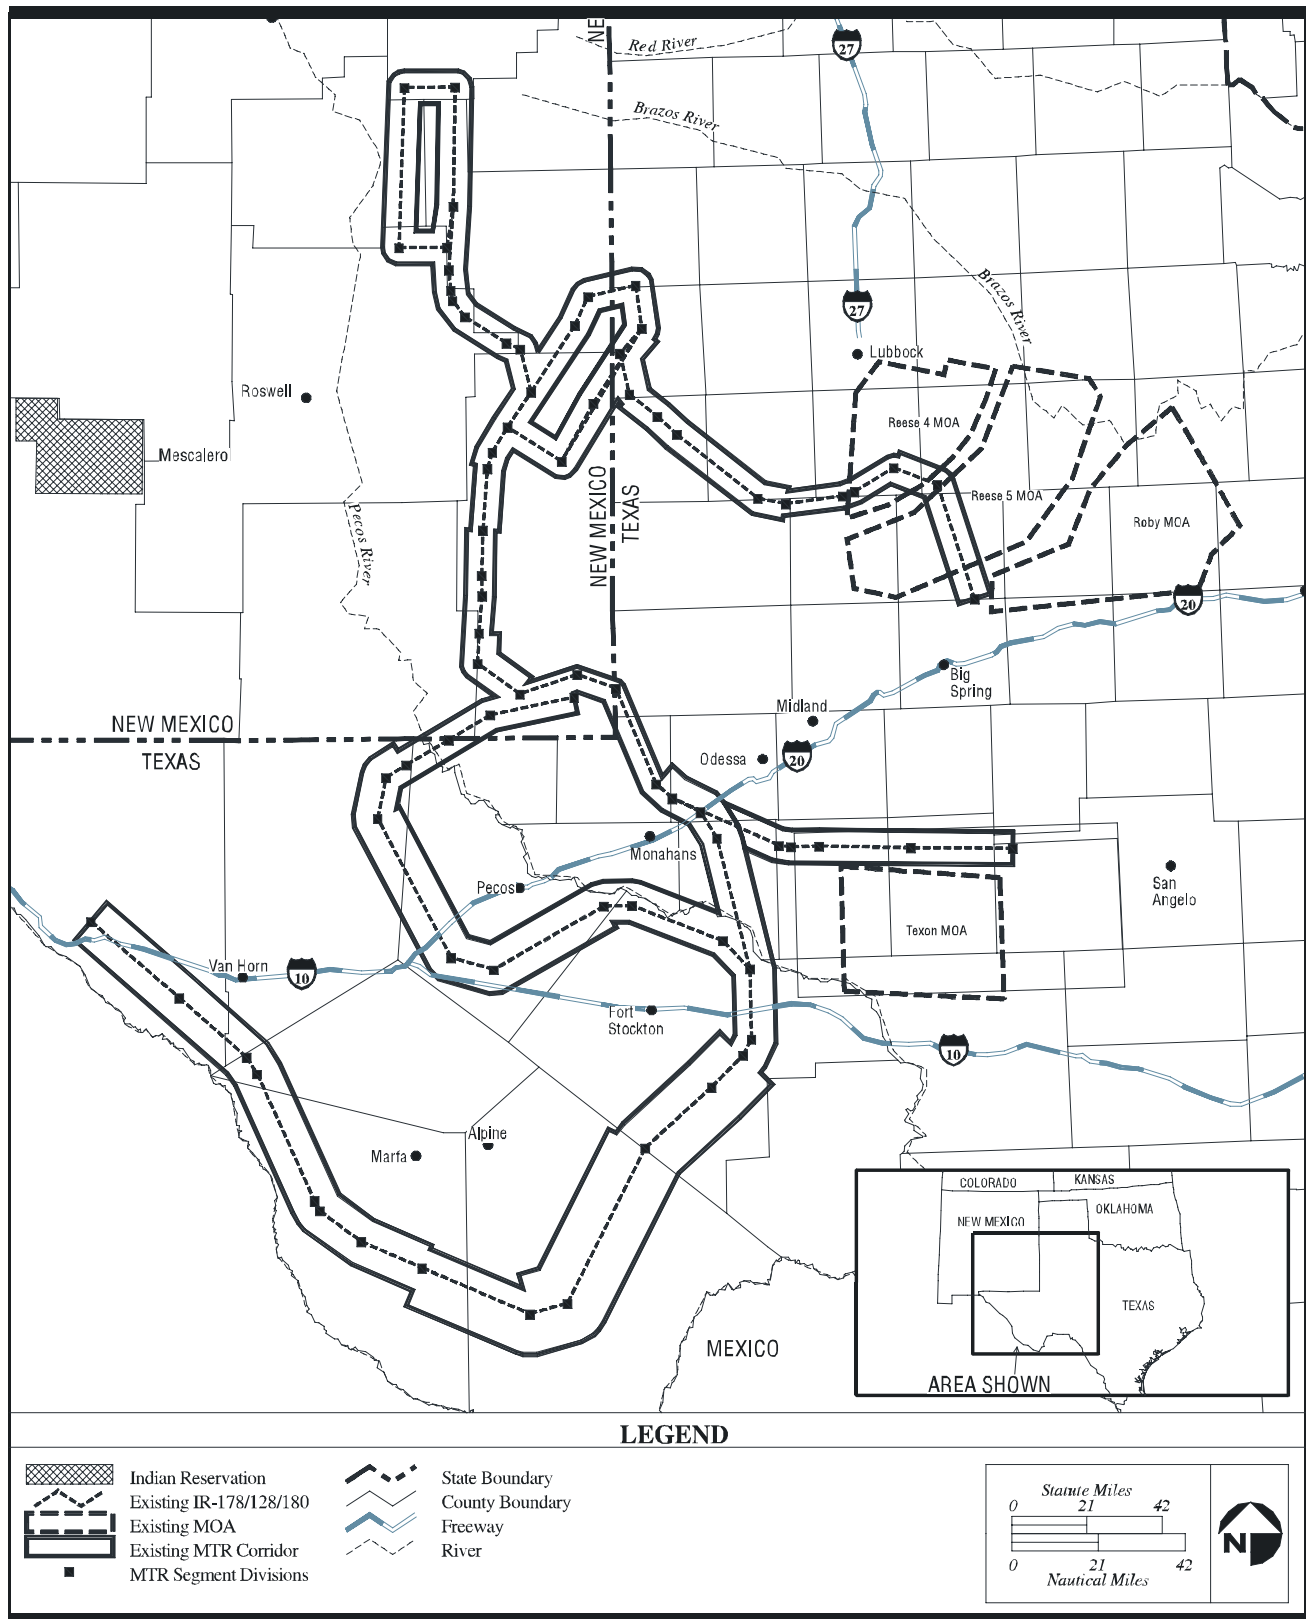 NE
Red River
27
Brazos River
Brazos River
27
Lubbock
Roswell
Reese 4 MOA
Mescalero
Reese 5 MOA
Roby MOA
NEW MEXICO
TEXAS
Pecos River
20
Big
Spring
Midland
NEW MEXICO
TEXAS
Odessa
20
Monahans
Pecos
San
Angelo
Texon MOA
Van Horn
10
Fort
Stockton
10
Alpine
Marfa
MEXICO
COLORADO
KANSAS
NEW MEXICO
OKLAHOMA
TEXAS
AREA SHOWN
LEGEND
Indian Reservation
Existing IR-178/128/180
Existing MOA
Existing MTR Corridor
MTR Segment Divisions
State Boundary
County Boundary
Freeway
River
Statute Miles
0 21 42
0 21 42
Nautical Miles
N